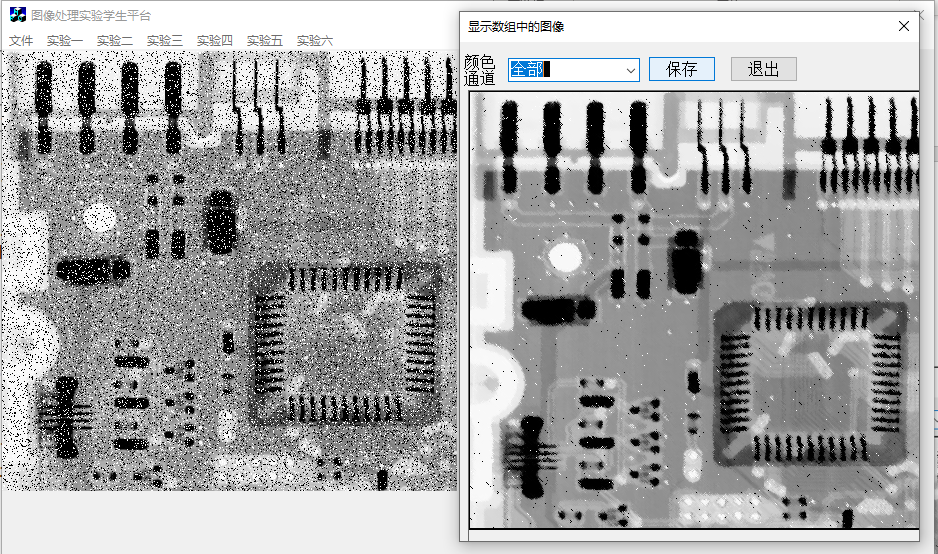 图像处理实验学生平台
文件 实验一 实验二 实验三 实验四 实验五 实验六
显示数组中的图像
颜色
通道
全部
保存
退出